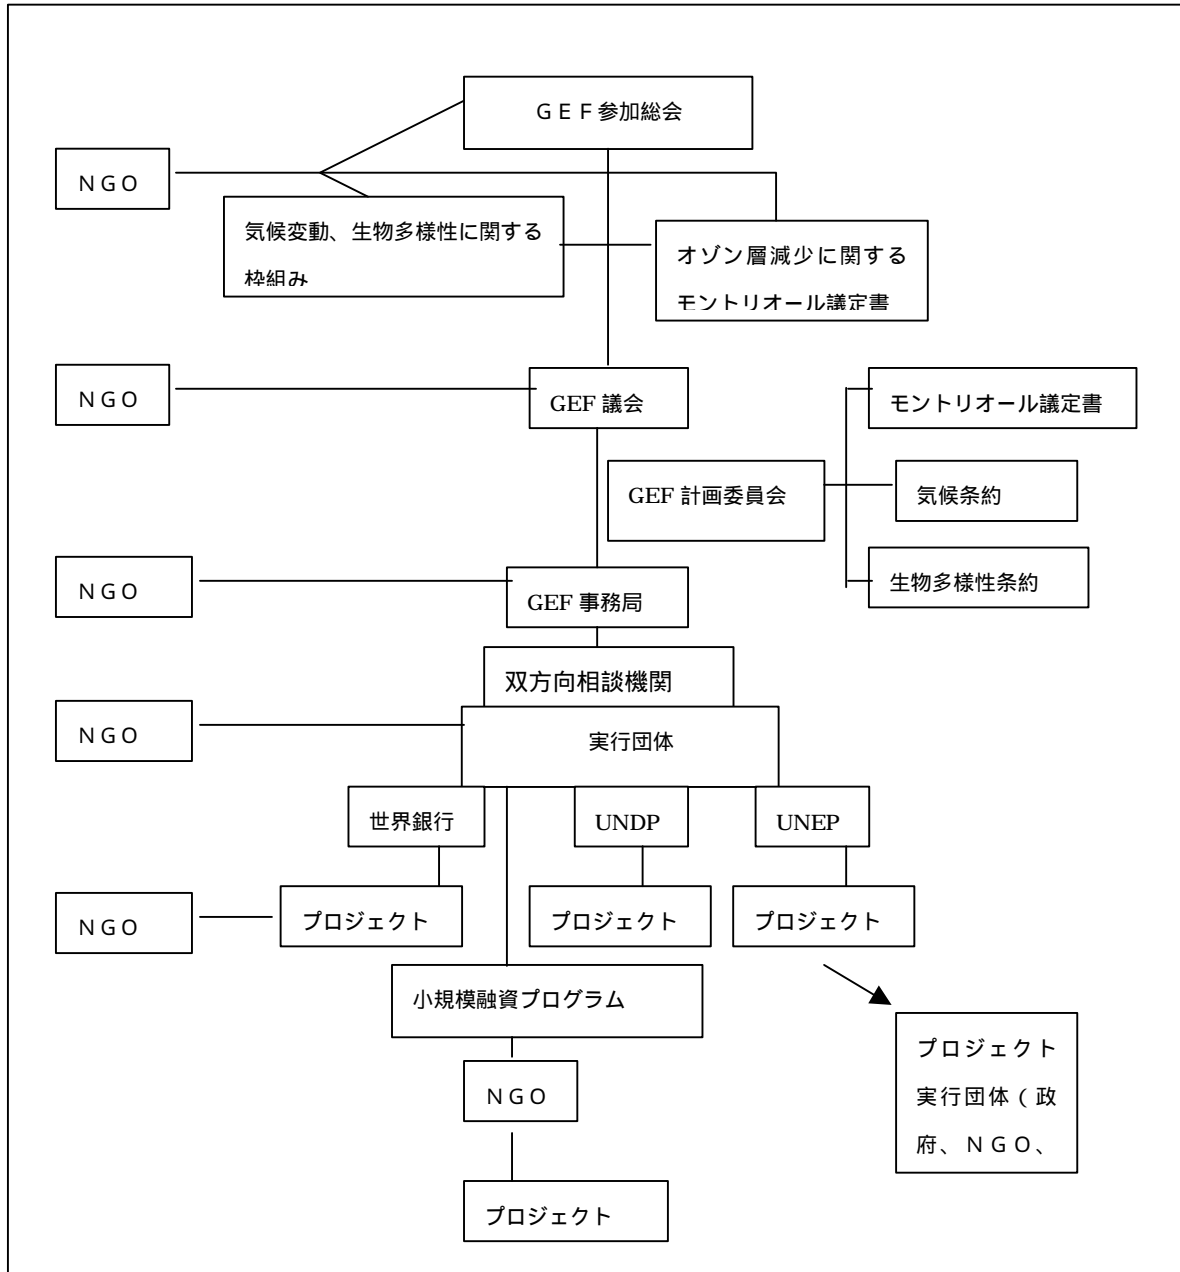 ＧＥＦ参加総会
ＮＧＯ
気候変動、生物多様性に関する
枠組み
オゾン層減少に関する
モントリオール議定書
ＮＧＯ
GEF 議会
モントリオール議定書
GEF 計画委員会
気候条約
ＮＧＯ
GEF 事務局
生物多様性条約
双方向相談機関
ＮＧＯ
実行団体
世界銀行
UNDP
UNEP
ＮＧＯ
プロジェクト
プロジェクト
プロジェクト
小規模融資プログラム
プロジェクト
実行団体（政
府、ＮＧＯ、
ＮＧＯ
プロジェクト